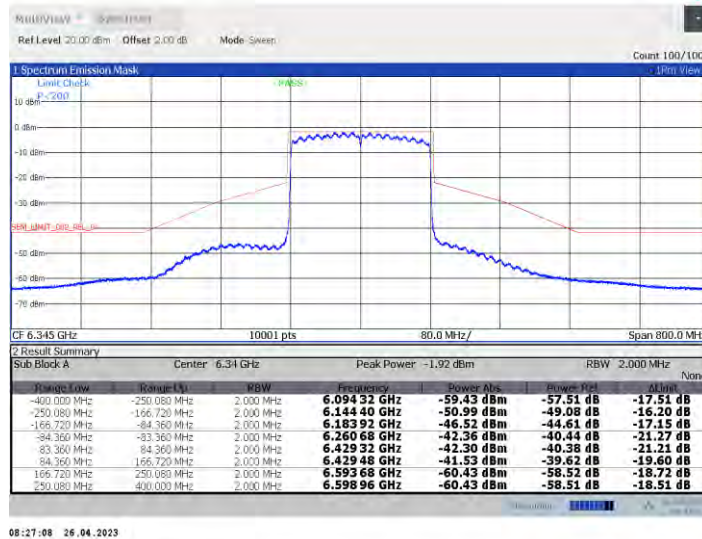 MultiView Spectrum
Ref Level 20.00 dBm Offset 2.00 dB Mode Sweep
Count 100/100
1 Spectrum Emission Mask 1Rm View
Limit Check PASS
P<200
10 dBm
0 dBm
-10 dBm
-20 dBm
-30 dBm
-50 dBm
-60 dBm
-70 dBm
CF 6.345 GHz 10001 pts 80.0 MHz/ Span 800.0 MHz
2 Result Summary
Sub Block A Center 6.34 GHz Peak Power -1.92 dBm RBW 2.000 MHz
None
Range Low Range Up RBW Frequency Power Abs Power Rel ΔLimit
-400.000 MHz -250.080 MHz 2.000 MHz 6.094 32 GHz -59.43 dBm -57.51 dB -17.51 dB
-250.080 MHz -166.720 MHz 2.000 MHz 6.144 40 GHz -50.99 dBm -49.08 dB -16.20 dB
-166.720 MHz -84.360 MHz 2.000 MHz 6.183 92 GHz -46.52 dBm -44.61 dB -17.15 dB
-84.360 MHz -83.360 MHz 2.000 MHz 6.260 68 GHz -42.36 dBm -40.44 dB -21.27 dB
83.360 MHz 84.360 MHz 2.000 MHz 6.429 32 GHz -42.30 dBm -40.38 dB -21.21 dB
84.360 MHz 166.720 MHz 2.000 MHz 6.429 48 GHz -41.53 dBm -39.62 dB -19.60 dB
166.720 MHz 250.080 MHz 2.000 MHz 6.593 68 GHz -60.43 dBm -58.52 dB -18.72 dB
250.080 MHz 400.000 MHz 2.000 MHz 6.598 96 GHz -60.43 dBm -58.51 dB -18.51 dB
08:27:08 26.04.2023